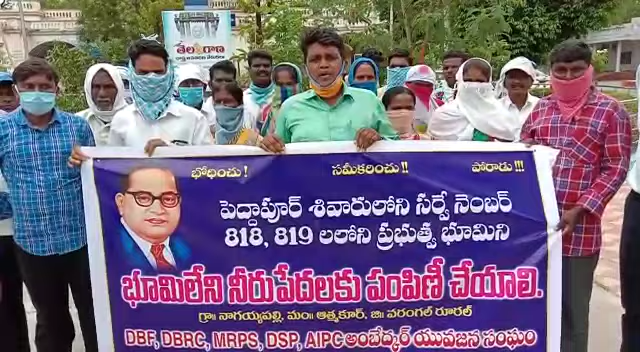 తెలంగాణ
బోధించు! సమీకరించు!! పోరాడు!!!
పెద్దాపూర్ శివారులోని సర్వే నెంబర్
818, 819 లలోని ప్రభుత్వ భూమిని
భూమిలేని నిరుపేదలకు పంపిణీ చేయాలి.
గ్రా॥ నాగయ్యపల్లి, మం॥ ఆత్మకూర్, జి॥ వరంగల్ రూరల్
DBF, DBRC, MRPS, DSP, AIPC అంబేద్కర్ యువజన సంఘం